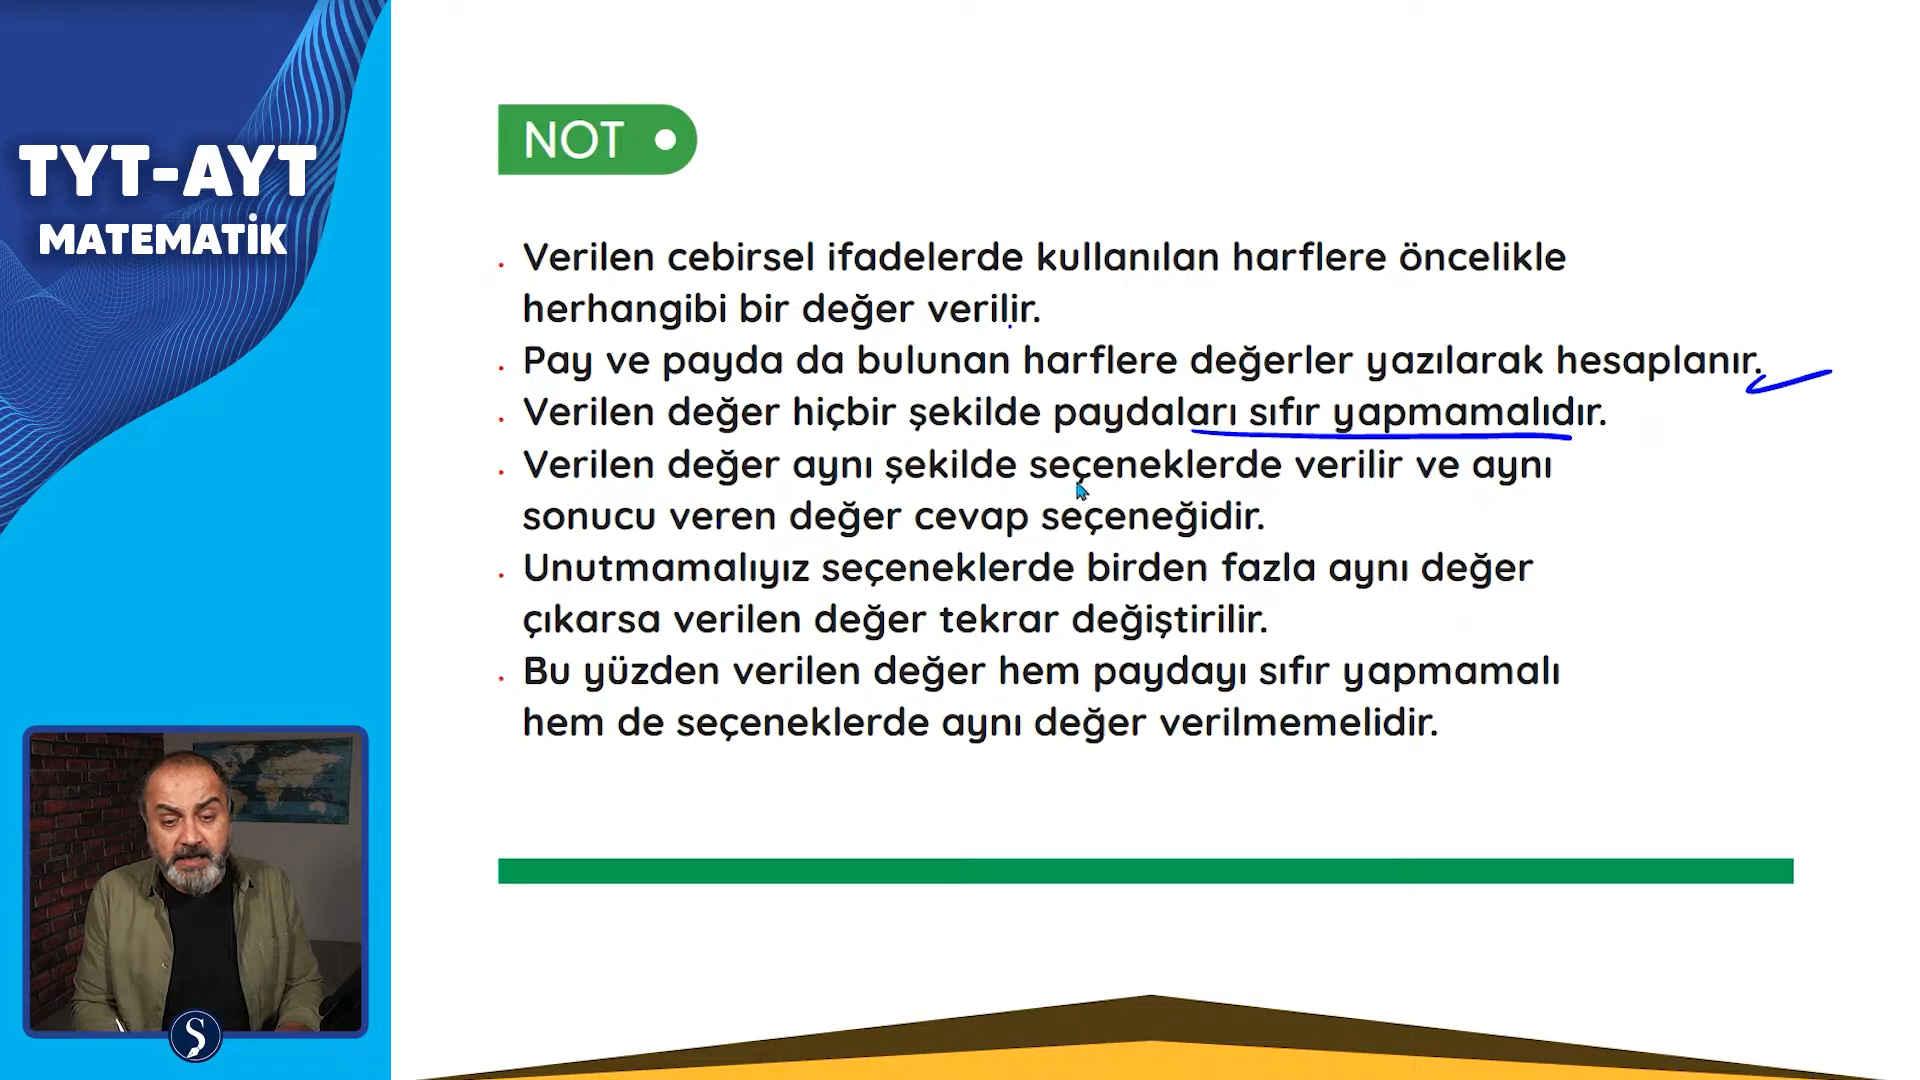 TYT-AYT
MATEMATİK
NOT
Verilen cebirsel ifadelerde kullanılan harflere öncelikle
herhangibi bir değer verilir.
Pay ve payda da bulunan harflere değerler yazılarak hesaplanır.
Verilen değer hiçbir şekilde paydaları sıfır yapmamalıdır.
Verilen değer aynı şekilde seçeneklerde verilir ve aynı
sonucu veren değer cevap seçeneğidir.
Unutmamalıyız seçeneklerde birden fazla aynı değer
çıkarsa verilen değer tekrar değiştirilir.
Bu yüzden verilen değer hem paydayı sıfır yapmamalı
hem de seçeneklerde aynı değer verilmemelidir.
Ş